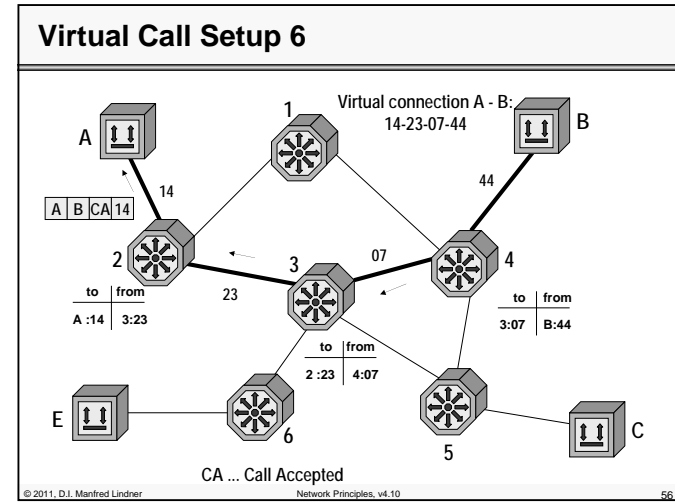 Virtual Call Setup 6
Virtual connection A - B:
14-23-07-44
A
1
B
14
44
A B CA 14
2
3
07
4
23
to from
A :14 3:23
to from
3:07 B:44
to from
2 :23 4:07
E
6
5
C
CA ... Call Accepted
© 2011, D.I. Manfred Lindner
Network Principles, v4.10
56